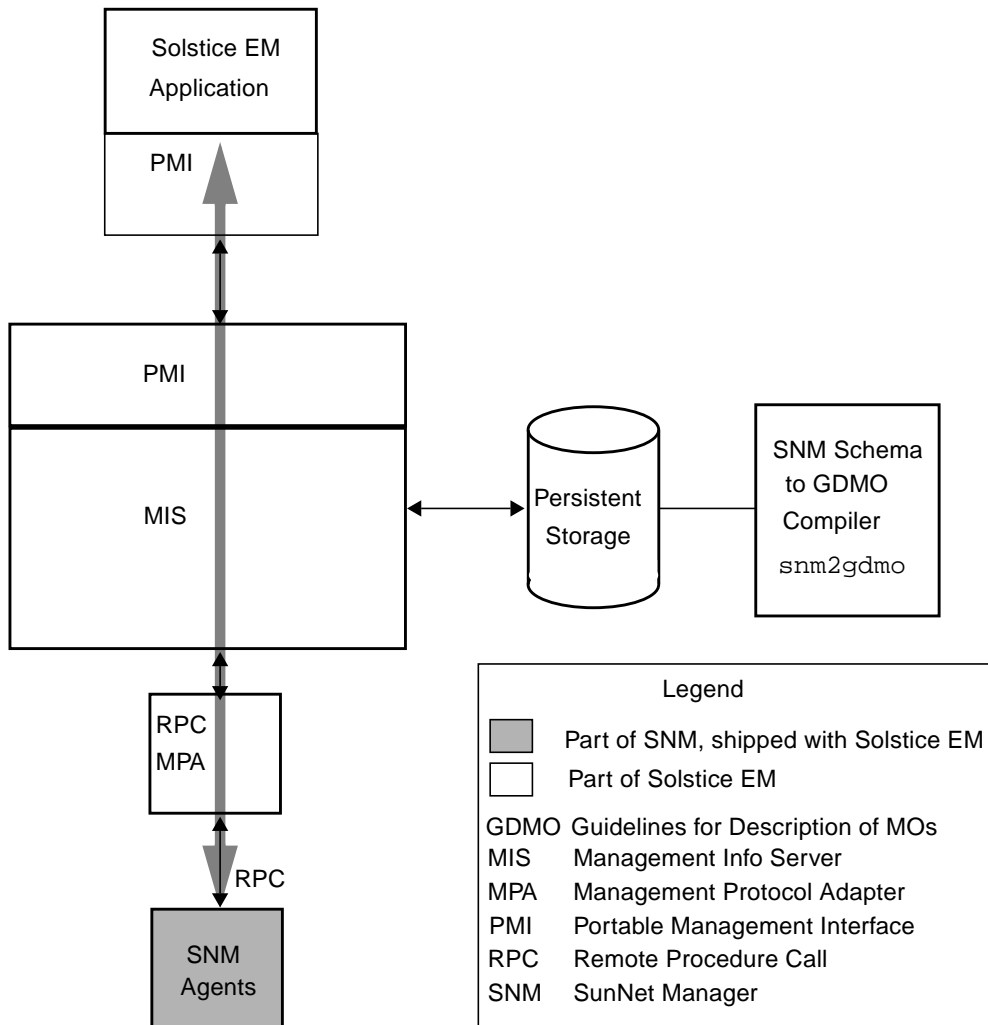 Solstice EM
Application
PMI
PMI
MIS
Persistent
Storage
SNM Schema
to GDMO
Compiler
snm2gdmo
RPC
MPA
RPC
SNM
Agents
Legend
Part of SNM, shipped with Solstice EM
Part of Solstice EM
GDMO Guidelines for Description of MOs
MIS Management Info Server
MPA Management Protocol Adapter
PMI Portable Management Interface
RPC Remote Procedure Call
SNM SunNet Manager